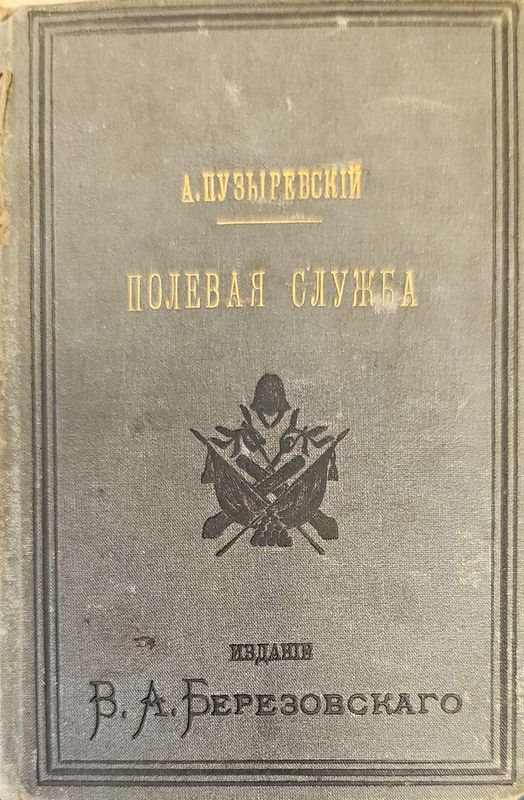 А. ПУЗЫРЕВСКІЙ
ПОЛЕВАЯ СЛУЖБА
ИЗДАНІЕ
В. А. БЕРЕЗОВСКАГО